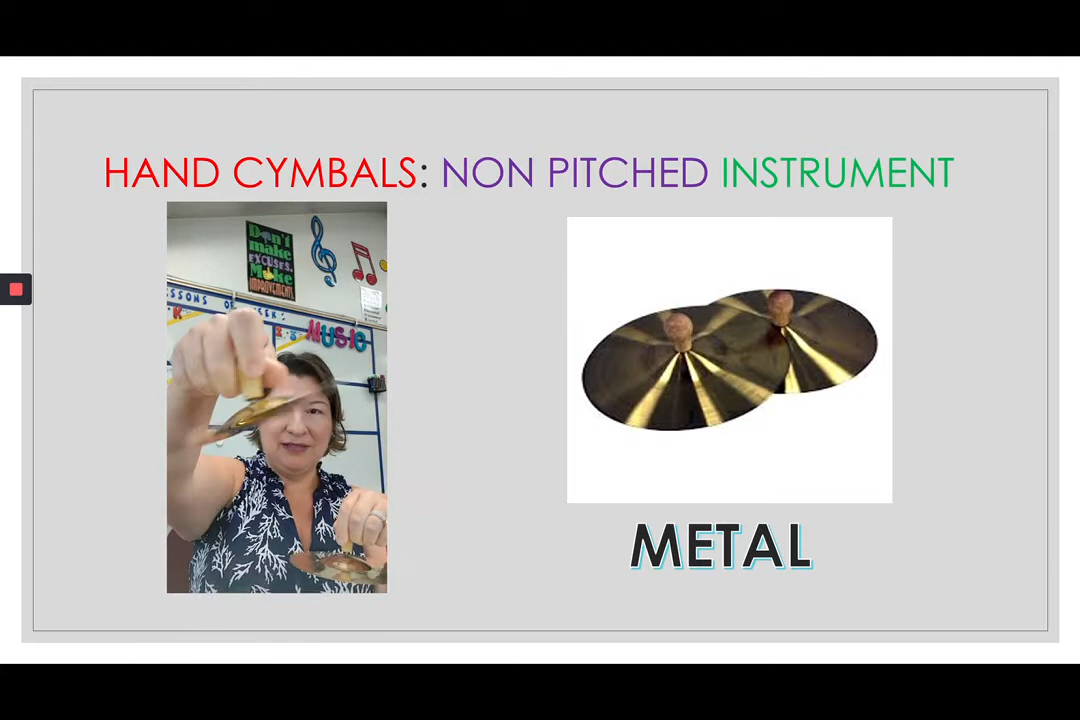 HAND CYMBALS: NON PITCHED INSTRUMENT
Don't
make
EXCUSES.
Make
IMPROVEMENTS
MUSIC
METAL